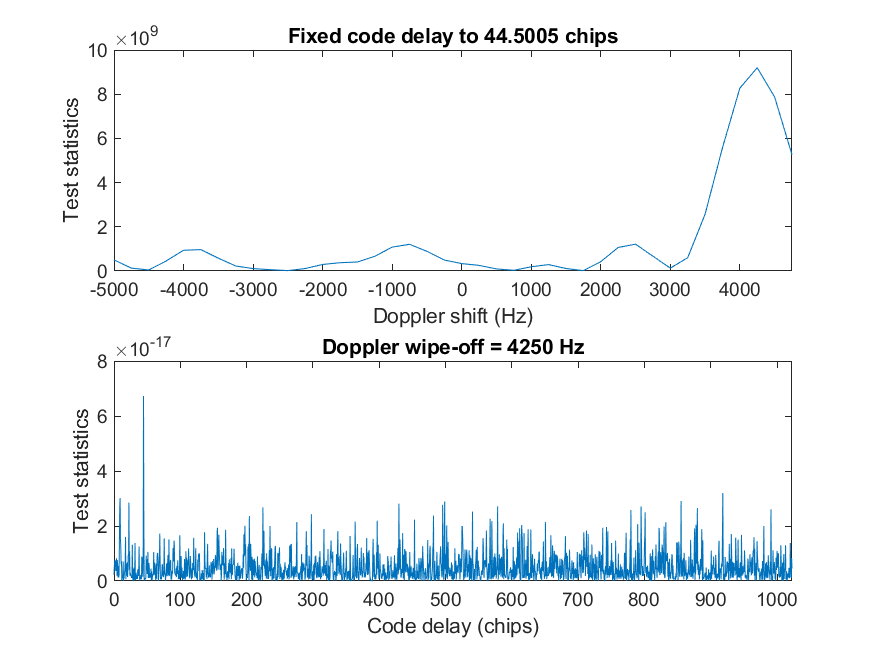 ×10^9
Fixed code delay to 44.5005 chips
Test statistics
10
8
6
4
2
0
-5000 -4000 -3000 -2000 -1000 0 1000 2000 3000 4000
Doppler shift (Hz)
×10^-17
Doppler wipe-off = 4250 Hz
Test statistics
8
6
4
2
0
0 100 200 300 400 500 600 700 800 900 1000
Code delay (chips)